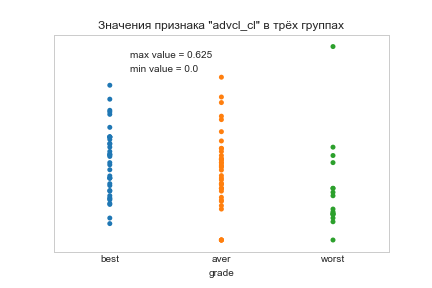 Значения признака "advcl_cl" в трёх группах
max value = 0.625
min value = 0.0
best aver worst
grade